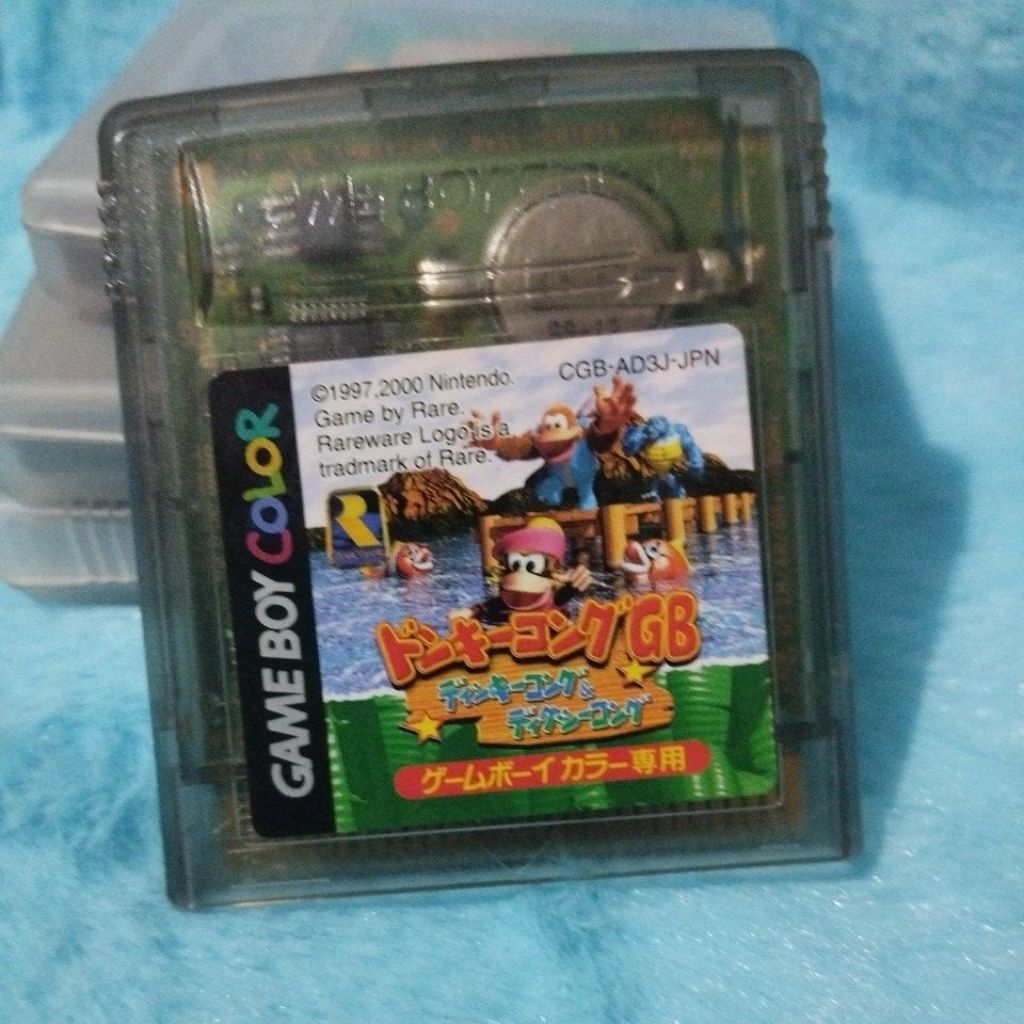 ©1997,2000 Nintendo.
CGB-AD3J-JPN
Game by Rare.
Rareware Logo is a
tradmark of Rare.
R
GAME BOY COLOR
ドンキーコングGB
ディンキーコング&
ディクシーコング
ゲームボーイカラー専用